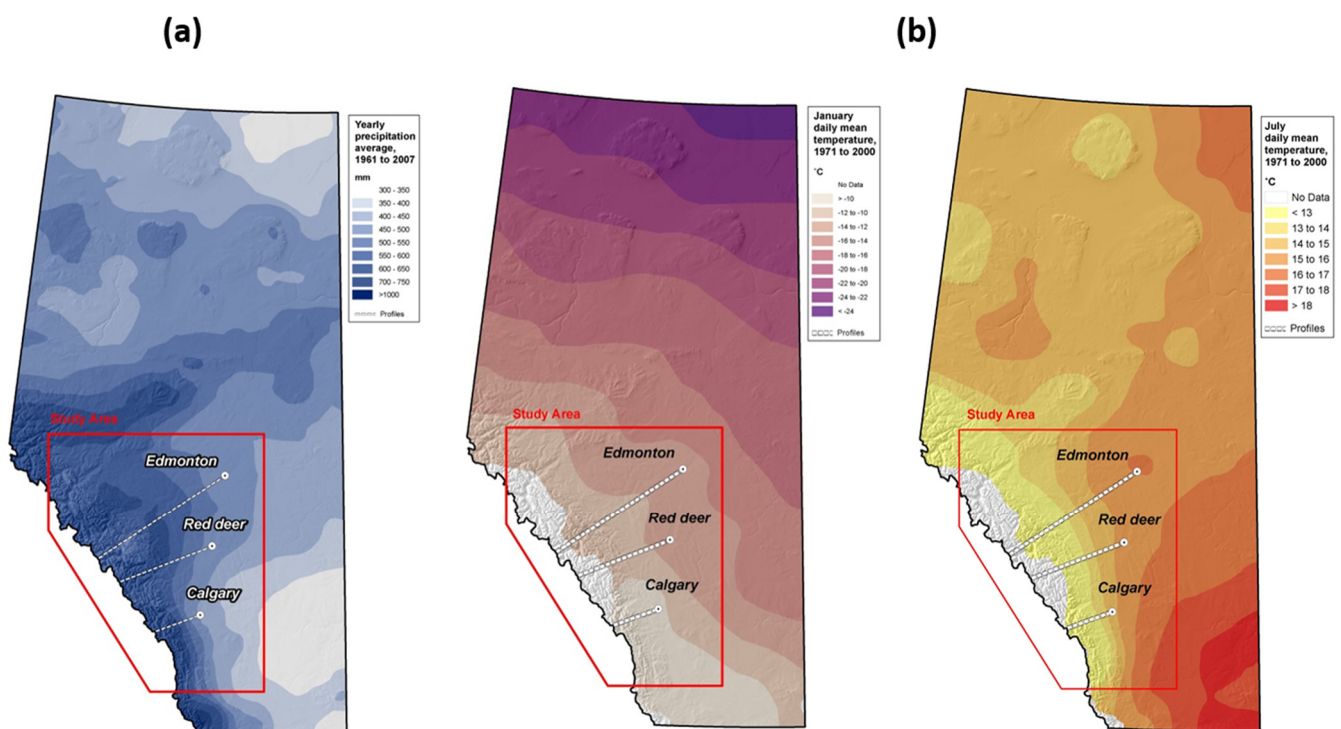 (a)
(b)
Yearly
precipitation
average,
1961 to 2007
mm
300 - 350
350 - 400
400 - 450
450 - 500
500 - 550
550 - 600
600 - 650
700 - 750
>1000
Profiles
Study Area
Edmonton
Red deer
Calgary
January
daily mean
temperature,
1971 to 2000
°C
No Data
> -10
-12 to -10
-14 to -12
-16 to -14
-18 to -16
-20 to -18
-22 to -20
-24 to -22
< -24
Profiles
Study Area
Edmonton
Red deer
Calgary
July
daily mean
temperature,
1971 to 2000
°C
No Data
< 13
13 to 14
14 to 15
15 to 16
16 to 17
17 to 18
> 18
Profiles
Study Area
Edmonton
Red deer
Calgary